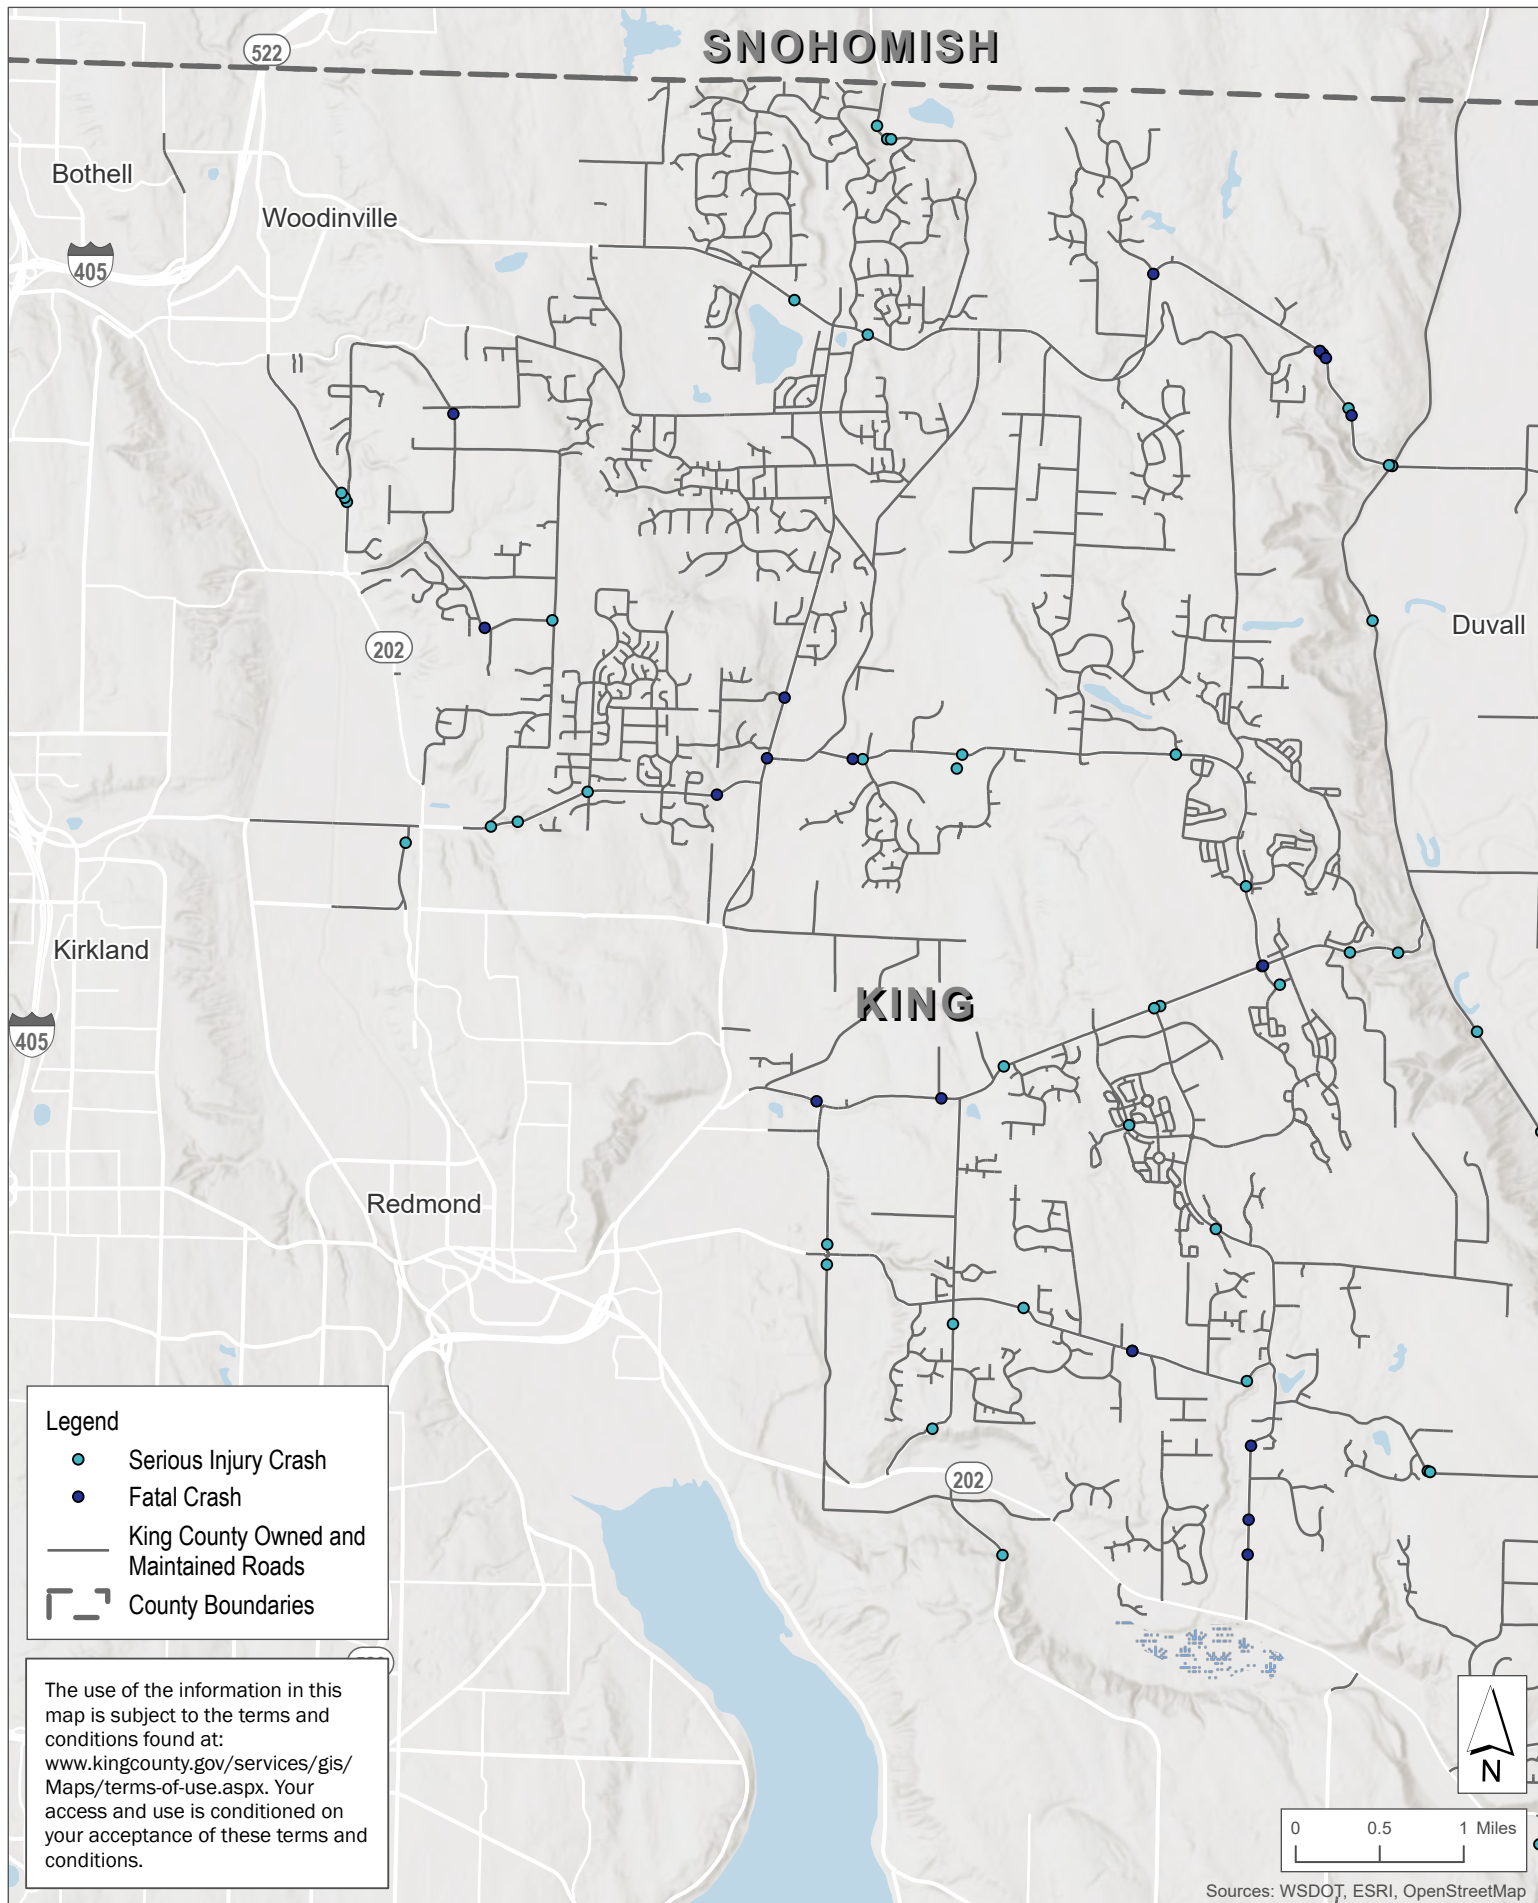 SNOHOMISH
522
Bothell
Woodinville
405
202
Duvall
Kirkland
KING
405
Redmond
202
Legend
Serious Injury Crash
Fatal Crash
King County Owned and
Maintained Roads
County Boundaries
The use of the information in this
map is subject to the terms and
conditions found at:
www.kingcounty.gov/services/gis/
Maps/terms-of-use.aspx. Your
access and use is conditioned on
your acceptance of these terms and
conditions.
N
0 0.5 1 Miles
Sources: WSDOT, ESRI, OpenStreetMap